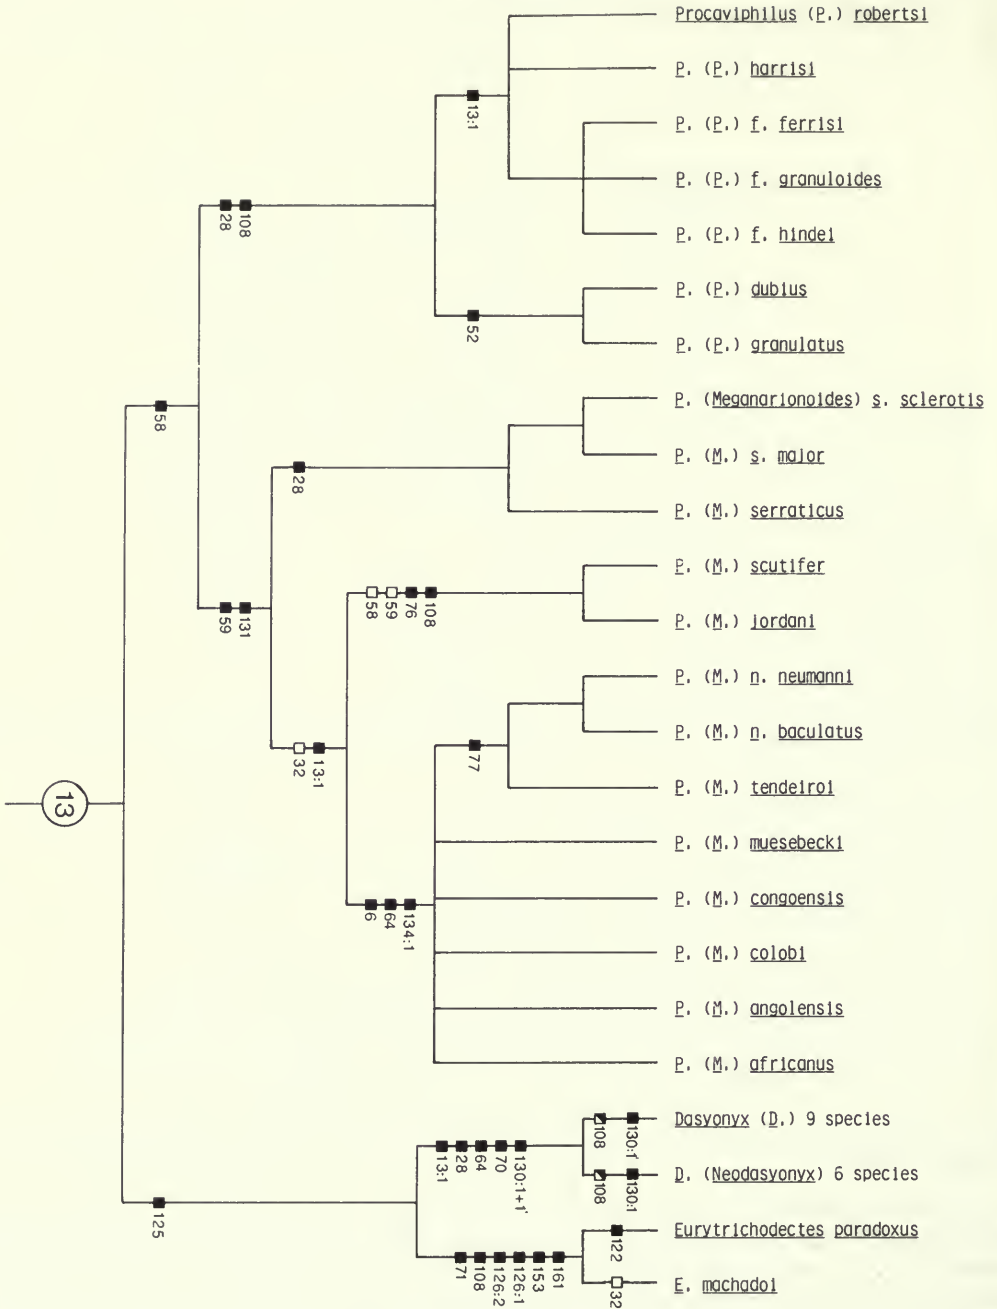 Procaviphilus (P.) robertsi
P. (P.) harrisi
13:1
P. (P.) f. ferrisi
P. (P.) f. granuloides
28 108
P. (P.) f. hindei
P. (P.) dubius
52
P. (P.) granulatus
P. (Meganarionoides) s. sclerotis
58
P. (M.) s. major
28
P. (M.) serraticus
P. (M.) scutifer
58 59 76 108
59 131
P. (M.) jordani
P. (M.) n. neumanni
P. (M.) n. baculatus
32 13:1
77
P. (M.) tendeiroi
13
P. (M.) muesebecki
P. (M.) congoensis
6 64 134:1
P. (M.) colobi
P. (M.) angolensis
P. (M.) africanus
Dasyonyx (D.) 9 species
108 130:1'
13:1 28 64 70 130:1+1'
D. (Neodasyonyx) 6 species
108 130:1
125
Eurytrichodectes paradoxus
122
71 108 126:2 126:1 153 161
E. machadoi
32